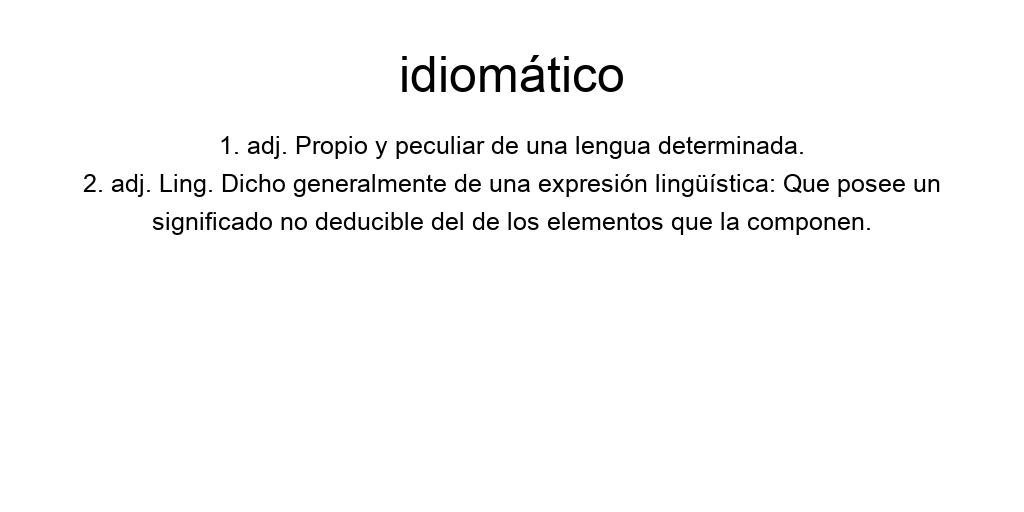 idiomático
1. adj. Propio y peculiar de una lengua determinada.
2. adj. Ling. Dicho generalmente de una expresión lingüística: Que posee un
significado no deducible del de los elementos que la componen.